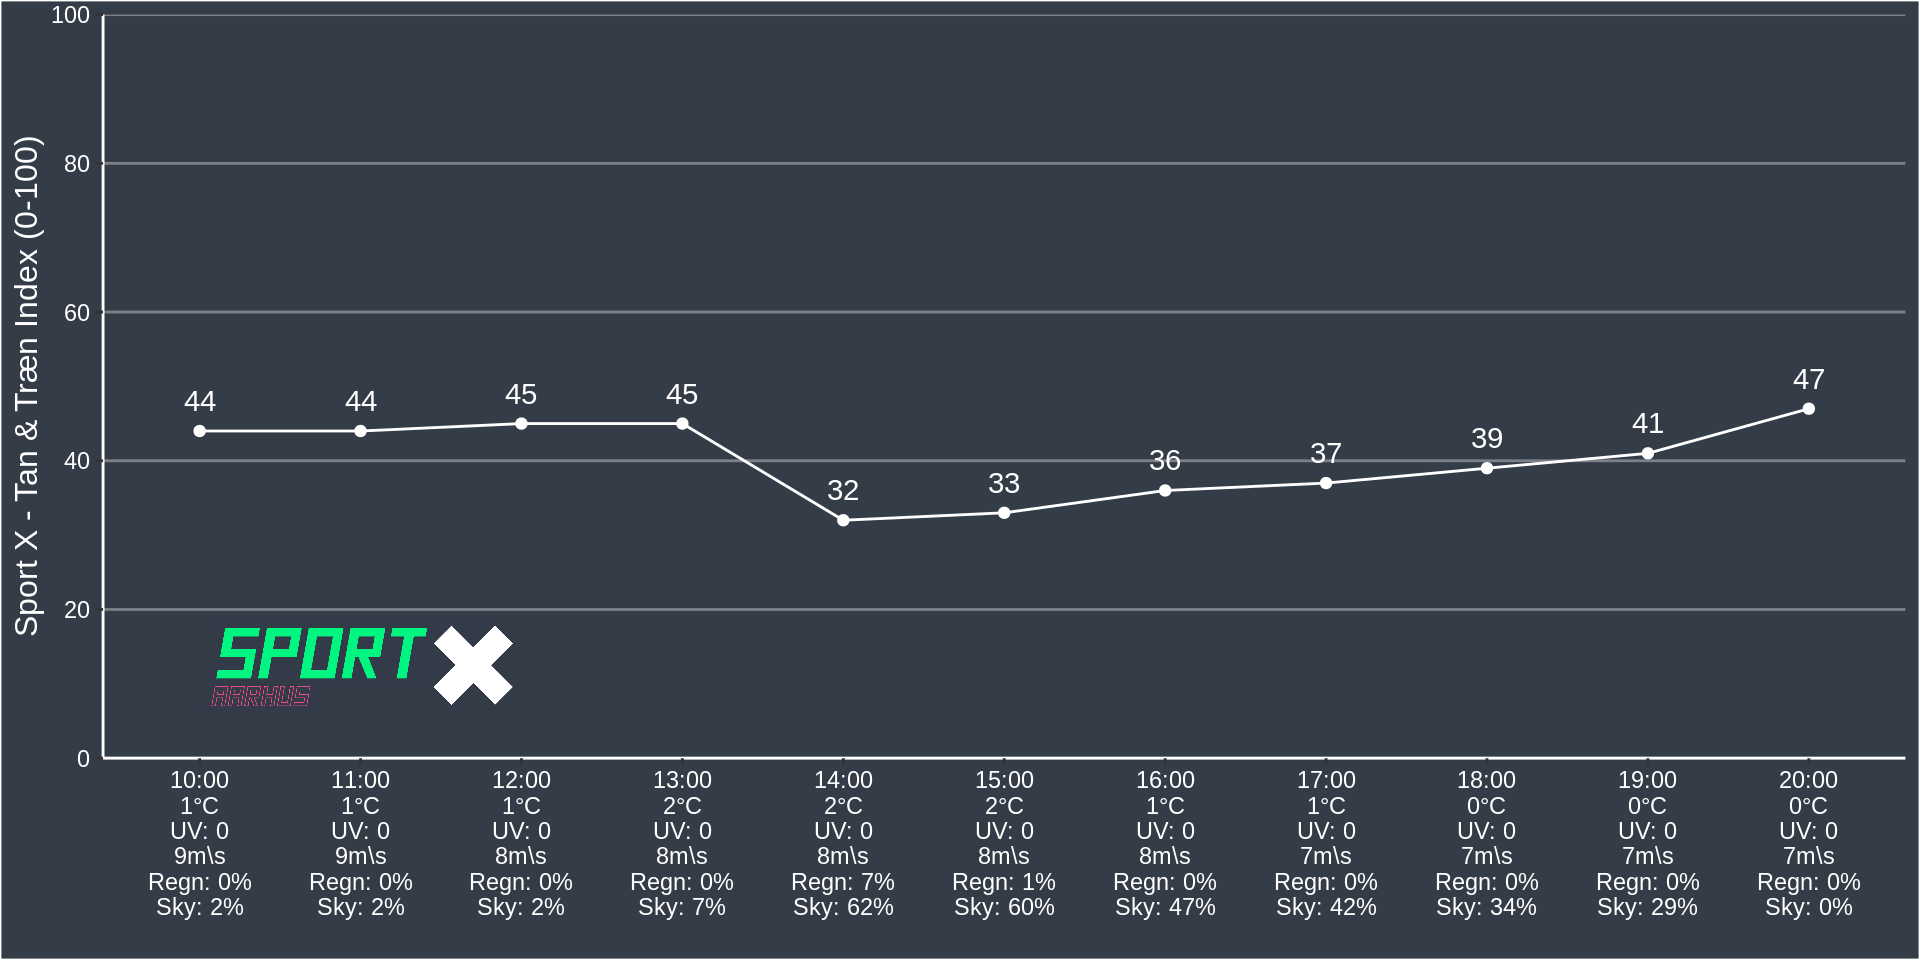 Sport X - Tan & Træn Index (0-100)
100
80
60
40
20
0
44 44 45 45 32 33 36 37 39 41 47
SPORT X
AARHUS
10:00 11:00 12:00 13:00 14:00 15:00 16:00 17:00 18:00 19:00 20:00
1°C 1°C 1°C 2°C 2°C 2°C 1°C 1°C 0°C 0°C 0°C
UV: 0 UV: 0 UV: 0 UV: 0 UV: 0 UV: 0 UV: 0 UV: 0 UV: 0 UV: 0 UV: 0
9m\s 9m\s 8m\s 8m\s 8m\s 8m\s 8m\s 7m\s 7m\s 7m\s 7m\s
Regn: 0% Regn: 0% Regn: 0% Regn: 0% Regn: 7% Regn: 1% Regn: 0% Regn: 0% Regn: 0% Regn: 0% Regn: 0%
Sky: 2% Sky: 2% Sky: 2% Sky: 7% Sky: 62% Sky: 60% Sky: 47% Sky: 42% Sky: 34% Sky: 29% Sky: 0%